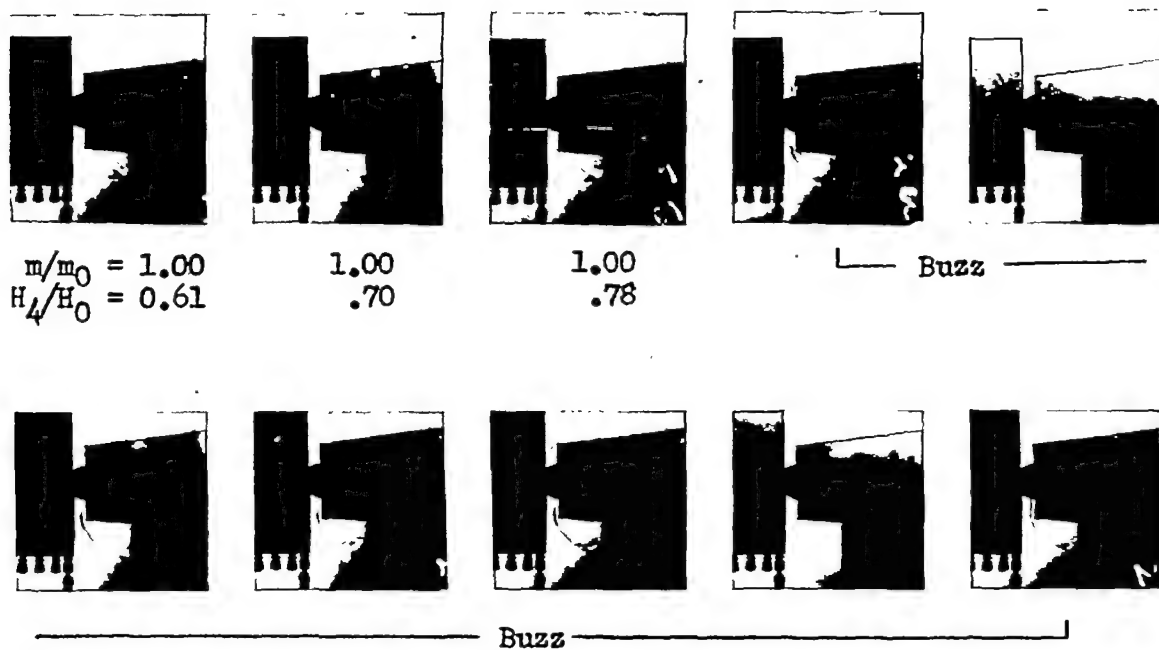 m/m₀ = 1.00 1.00 1.00
H₄/H₀ = 0.61 .70 .78
Buzz
Buzz